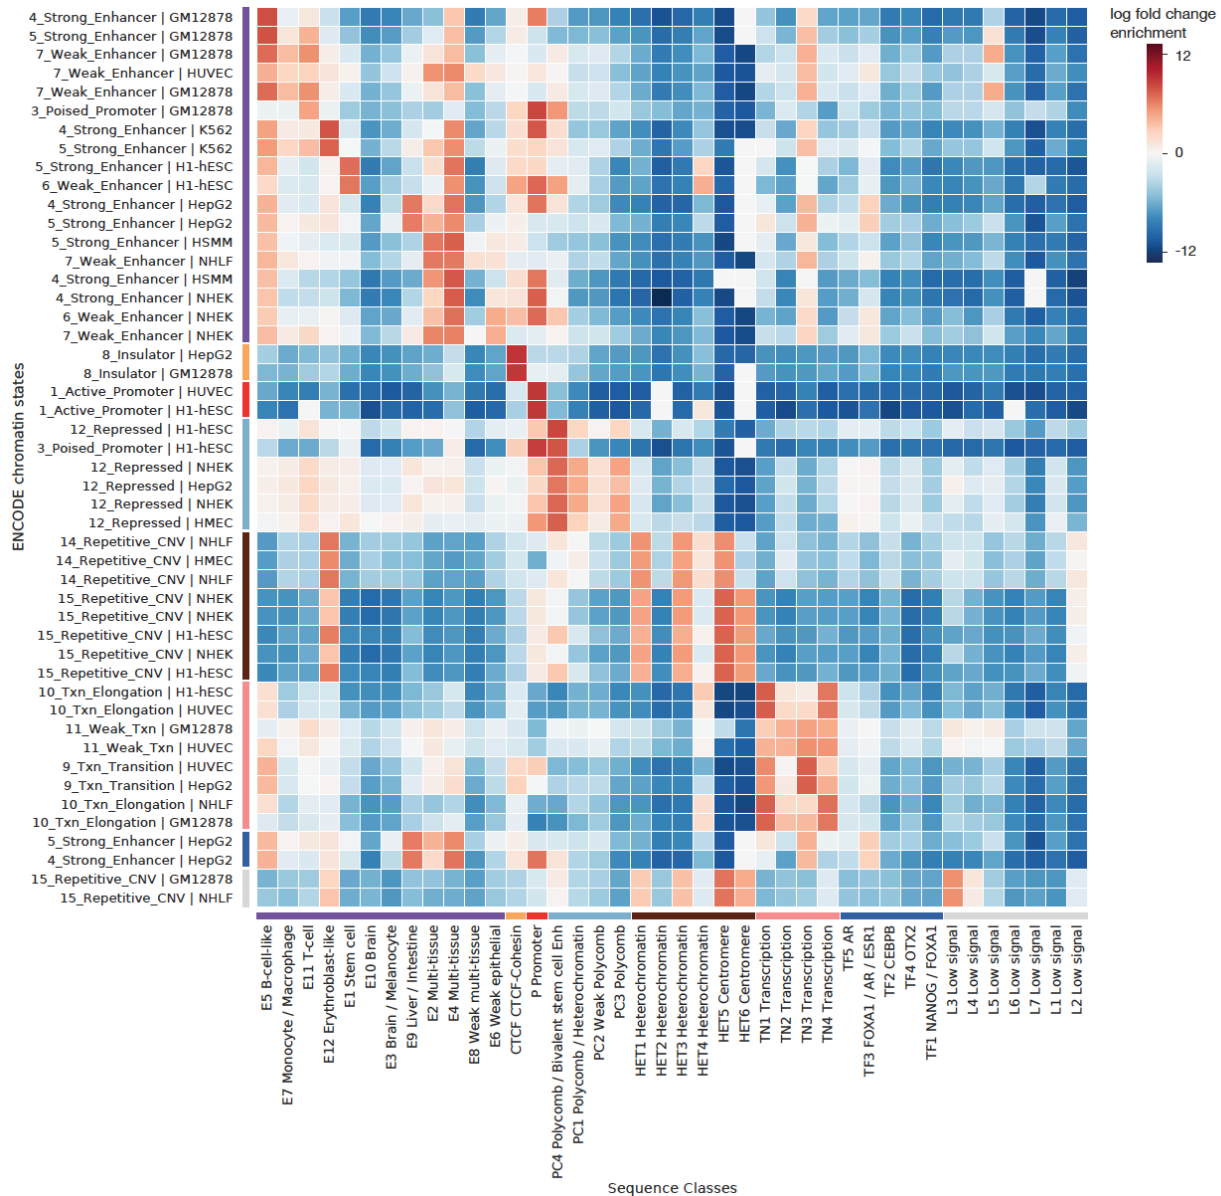 log fold change
enrichment
12
0
-12
ENCODE chromatin states
4_Strong_Enhancer | GM12878
5_Strong_Enhancer | GM12878
7_Weak_Enhancer | GM12878
7_Weak_Enhancer | HUVEC
7_Weak_Enhancer | GM12878
3_Poised_Promoter | GM12878
4_Strong_Enhancer | K562
5_Strong_Enhancer | K562
5_Strong_Enhancer | H1-hESC
6_Weak_Enhancer | H1-hESC
4_Strong_Enhancer | HepG2
5_Strong_Enhancer | HepG2
5_Strong_Enhancer | HSMM
7_Weak_Enhancer | NHLF
4_Strong_Enhancer | HSMM
4_Strong_Enhancer | NHEK
6_Weak_Enhancer | NHEK
7_Weak_Enhancer | NHEK
8_Insulator | HepG2
8_Insulator | GM12878
1_Active_Promoter | HUVEC
1_Active_Promoter | H1-hESC
12_Repressed | H1-hESC
3_Poised_Promoter | H1-hESC
12_Repressed | NHEK
12_Repressed | HepG2
12_Repressed | NHEK
12_Repressed | HMEC
14_Repetitive_CNV | NHLF
14_Repetitive_CNV | HMEC
14_Repetitive_CNV | NHLF
15_Repetitive_CNV | NHEK
15_Repetitive_CNV | NHEK
15_Repetitive_CNV | H1-hESC
15_Repetitive_CNV | NHEK
15_Repetitive_CNV | H1-hESC
10_Txn_Elongation | H1-hESC
10_Txn_Elongation | HUVEC
11_Weak_Txn | GM12878
11_Weak_Txn | HUVEC
9_Txn_Transition | HUVEC
9_Txn_Transition | HepG2
10_Txn_Elongation | NHLF
10_Txn_Elongation | GM12878
5_Strong_Enhancer | HepG2
4_Strong_Enhancer | HepG2
15_Repetitive_CNV | GM12878
15_Repetitive_CNV | NHLF
E5 B-cell-like
E7 Monocyte / Macrophage
E11 T-cell
E12 Erythroblast-like
E1 Stem cell
E10 Brain
E3 Brain / Melanocyte
E9 Liver / Intestine
E2 Multi-tissue
E4 Multi-tissue
E8 Weak multi-tissue
E6 Weak epithelial
CTCF CTCF-Cohesin
P Promoter
PC4 Polycomb / Bivalent stem cell Enh
PC1 Polycomb / Heterochromatin
PC2 Weak Polycomb
PC3 Polycomb
HET1 Heterochromatin
HET2 Heterochromatin
HET3 Heterochromatin
HET4 Heterochromatin
HET5 Centromere
HET6 Centromere
TN1 Transcription
TN2 Transcription
TN3 Transcription
TN4 Transcription
TF5 AR
TF3 FOXA1 / AR / ESR1
TF2 CEBPB
TF4 OTX2
TF1 NANOG / FOXA1
L3 Low signal
L4 Low signal
L5 Low signal
L6 Low signal
L7 Low signal
L1 Low signal
L2 Low signal
Sequence Classes